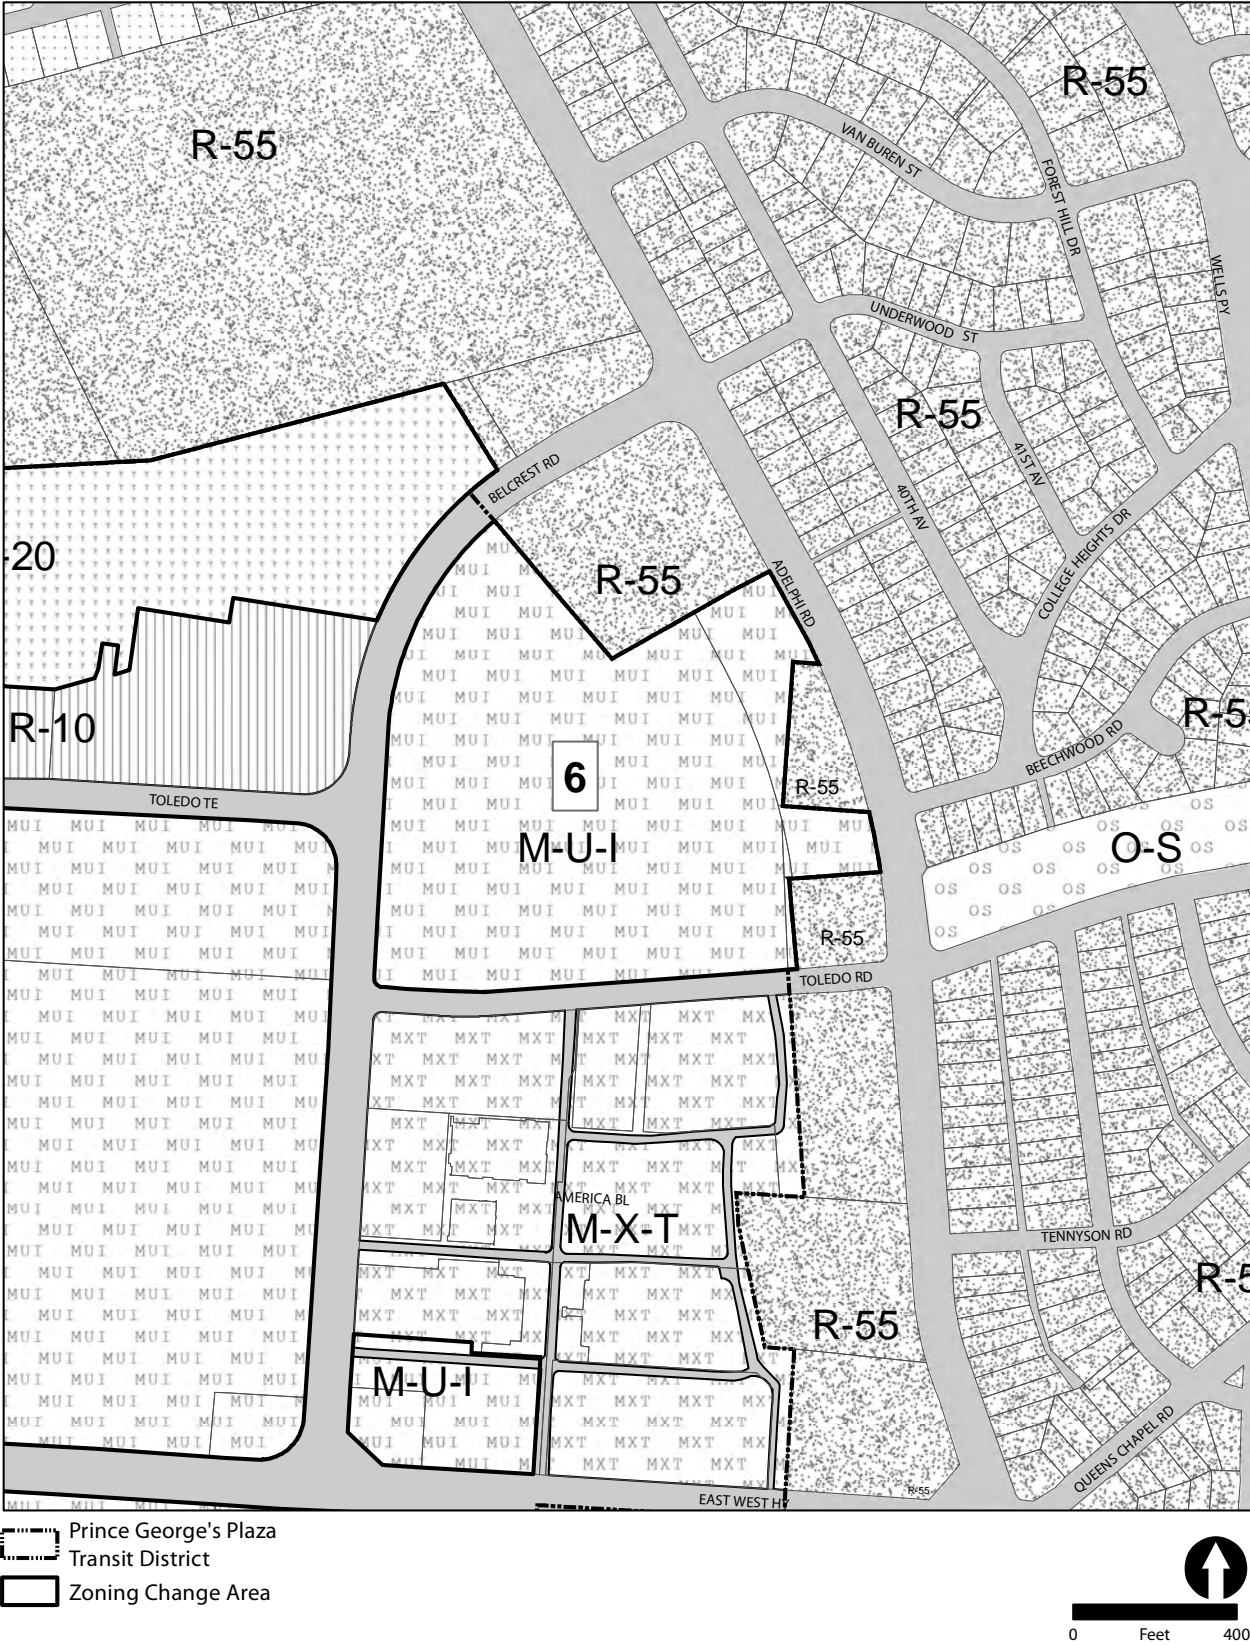 R-55
R-55
VAN BUREN ST
FOREST HILL DR
WELLS PY
UNDERWOOD ST
R-55
41ST AV
BELCREST RD
40TH AV
COLLEGE HEIGHTS DR
-20
R-55
ADELPHI RD
R-10
R-5
BEECHWOOD RD
6
R-55
TOLEDO TE
M-U-I
O-S
R-55
TOLEDO RD
AMERICA BL
M-X-T
TENNYSON RD
R-5
R-55
M-U-I
QUEENS CHAPEL RD
R-55
EAST WEST HY
Prince George's Plaza
Transit District
Zoning Change Area
0 Feet 400